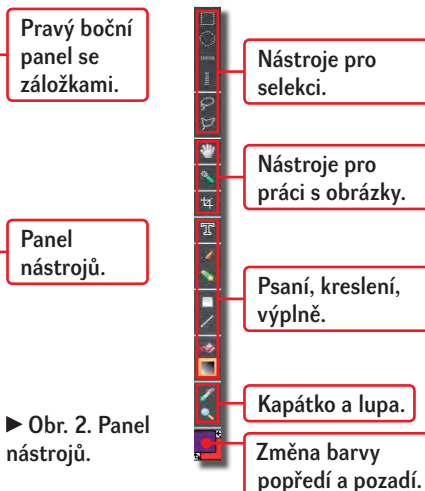 Pravý boční
panel se
záložkami.
Panel
nástrojů.
► Obr. 2. Panel
nástrojů.
Nástroje pro
selekci.
Nástroje pro
práci s obrázky.
Psaní, kreslení,
výplně.
Kapátko a lupa.
Změna barvy
popředí a pozadí.